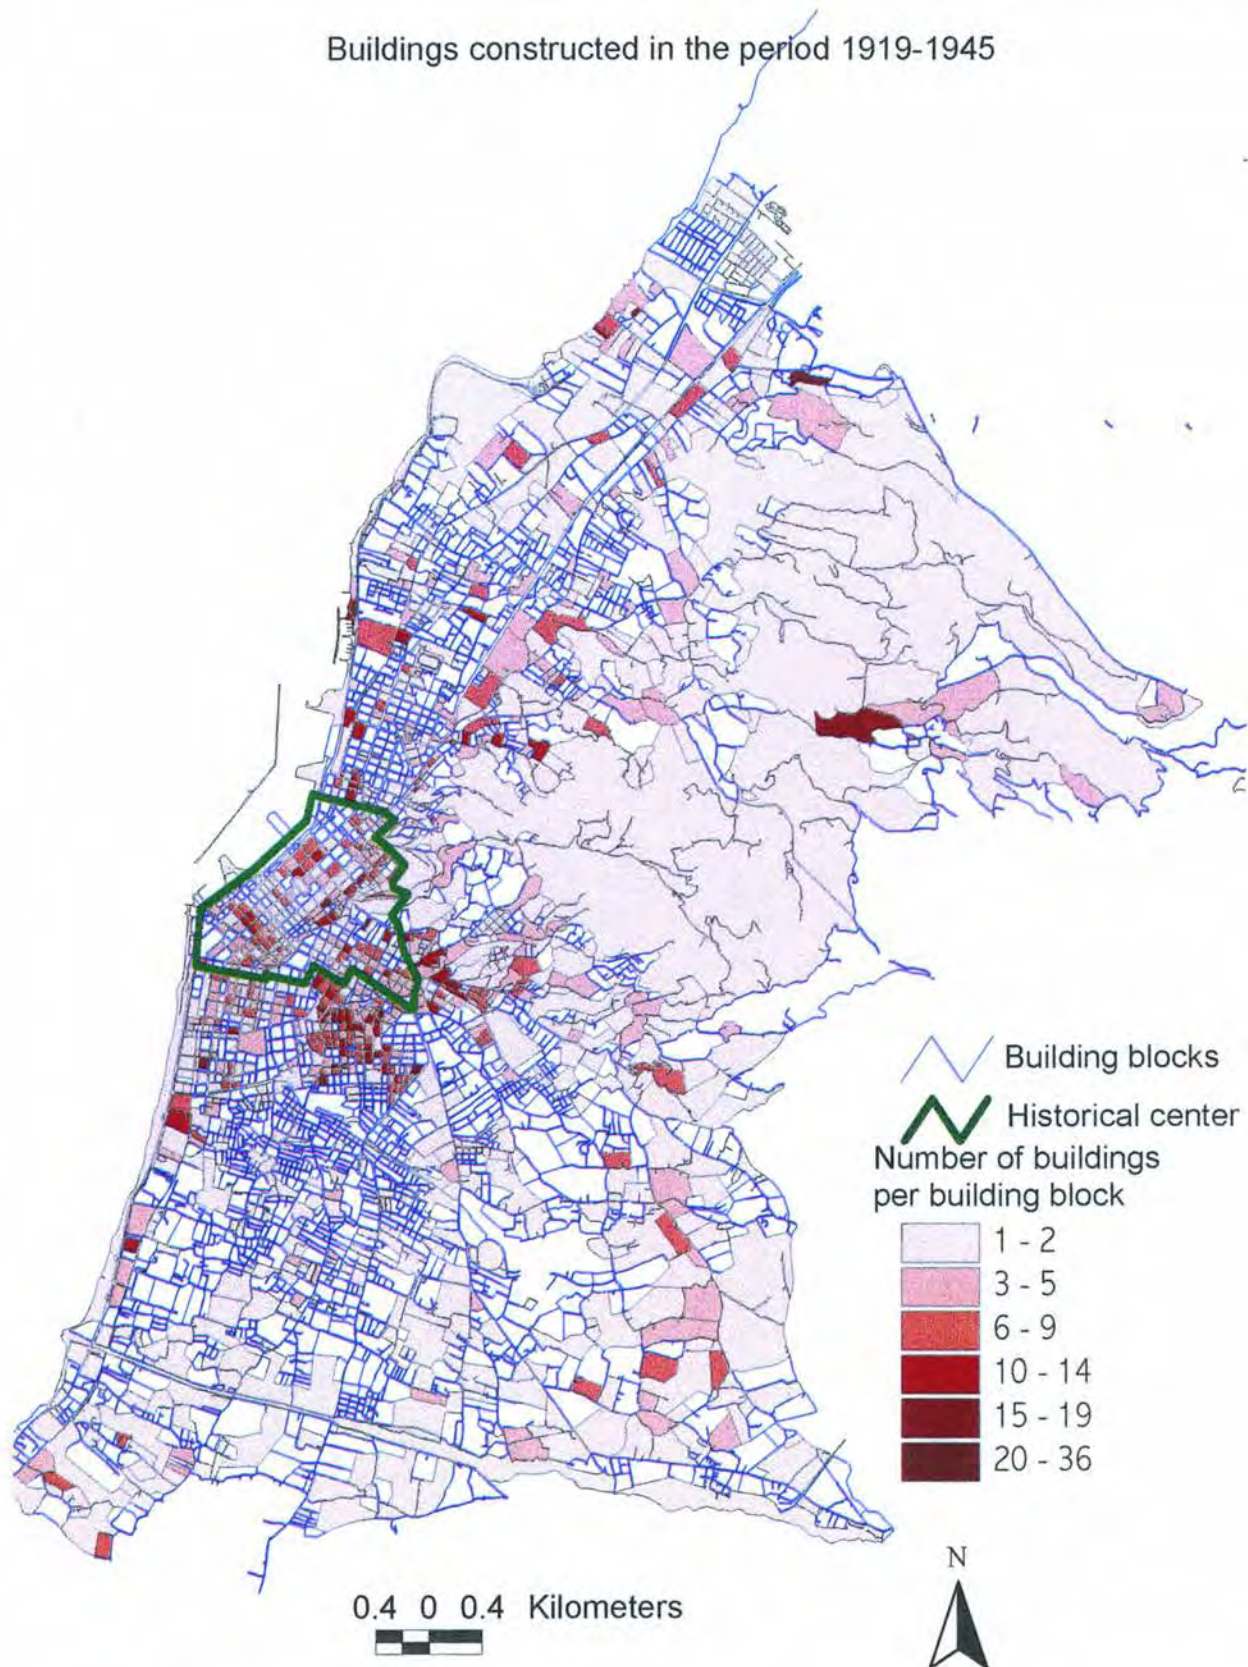 Buildings constructed in the period 1919-1945
Building blocks
Historical center
Number of buildings
per building block
1 - 2
3 - 5
6 - 9
10 - 14
15 - 19
20 - 36
N
0.4 0 0.4 Kilometers